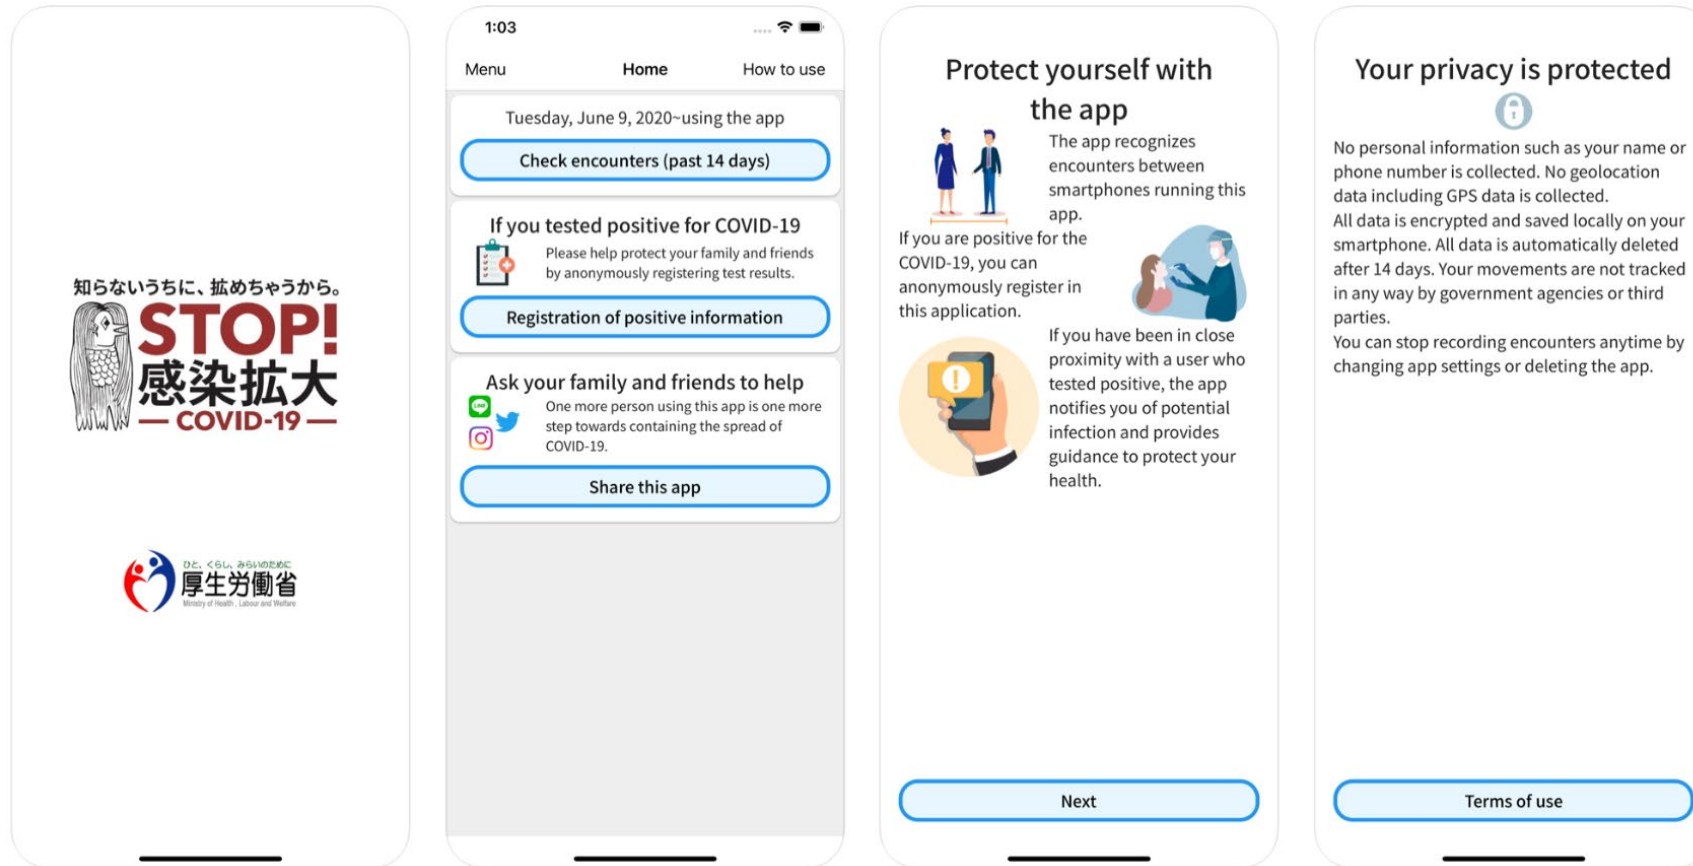 知らないうちに、拡めちゃうから。
STOP!
感染拡大
COVID-19
ひと、くらし、みらいのために
厚生労働省
Ministry of Health, Labour and Welfare
1:03
Menu
Home
How to use
Tuesday, June 9, 2020~using the app
Check encounters (past 14 days)
If you tested positive for COVID-19
Please help protect your family and friends
by anonymously registering test results.
Registration of positive information
Ask your family and friends to help
LINE
One more person using this app is one more
step towards containing the spread of
COVID-19.
Share this app
Protect yourself with
the app
The app recognizes
encounters between
smartphones running this
app.
If you are positive for the
COVID-19, you can
anonymously register in
this application.
If you have been in close
proximity with a user who
tested positive, the app
notifies you of potential
infection and provides
guidance to protect your
health.
Next
Your privacy is protected
No personal information such as your name or
phone number is collected. No geolocation
data including GPS data is collected.
All data is encrypted and saved locally on your
smartphone. All data is automatically deleted
after 14 days. Your movements are not tracked
in any way by government agencies or third
parties.
You can stop recording encounters anytime by
changing app settings or deleting the app.
Terms of use